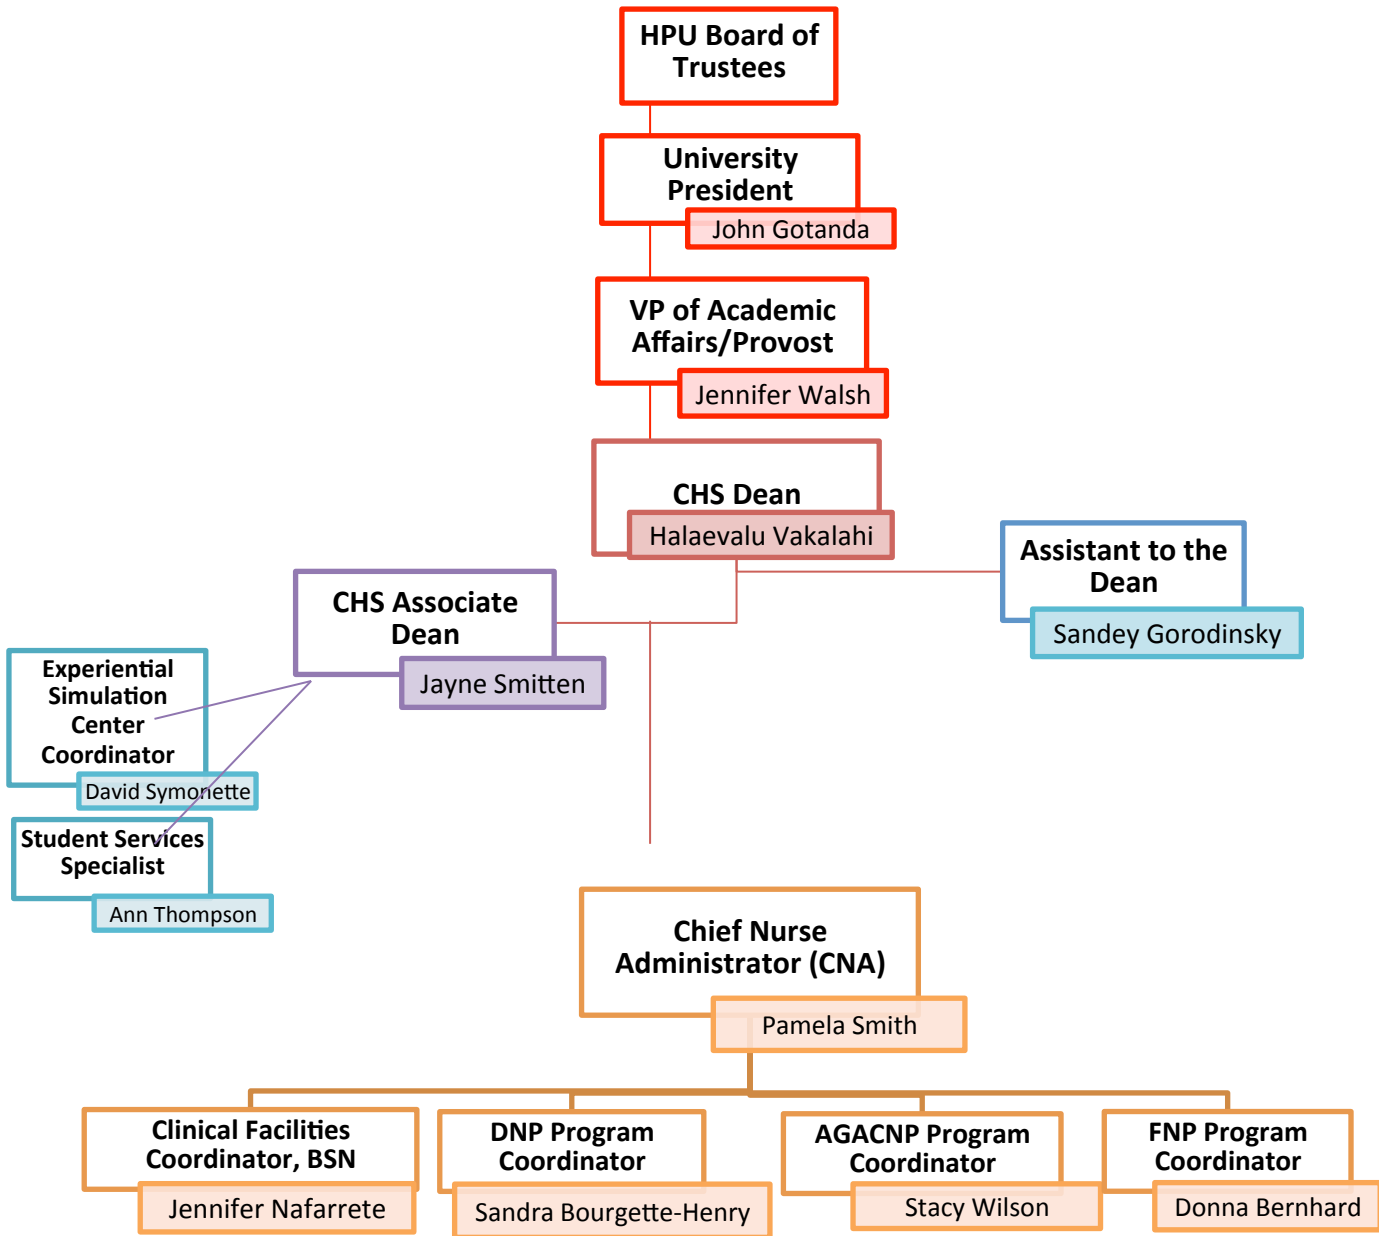 HPU Board of
Trustees
University
President
John Gotanda
VP of Academic
Affairs/Provost
Jennifer Walsh
CHS Dean
Halaevalu Vakalahi
Assistant to the
Dean
Sandey Gorodinsky
CHS Associate
Dean
Jayne Smitten
Experiential
Simulation
Center
Coordinator
David Symonette
Student Services
Specialist
Ann Thompson
Chief Nurse
Administrator (CNA)
Pamela Smith
Clinical Facilities
Coordinator, BSN
Jennifer Nafarrete
DNP Program
Coordinator
Sandra Bourgette-Henry
AGACNP Program
Coordinator
Stacy Wilson
FNP Program
Coordinator
Donna Bernhard